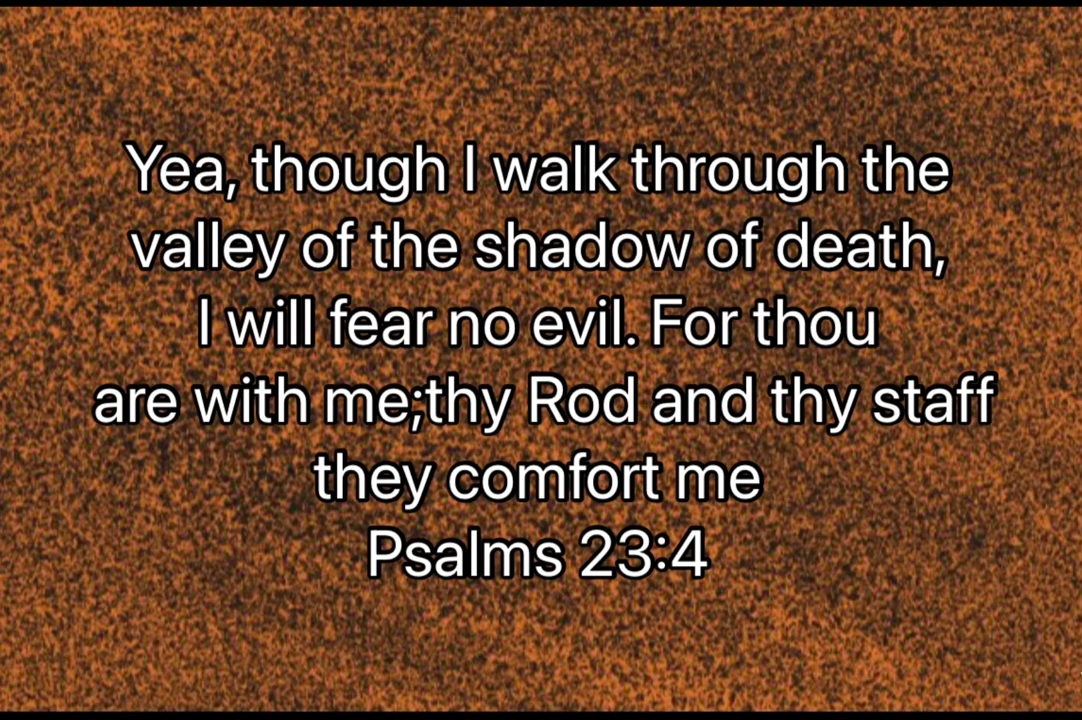 Yea, though I walk through the
valley of the shadow of death,
I will fear no evil. For thou
are with me;thy Rod and thy staff
they comfort me
Psalms 23:4